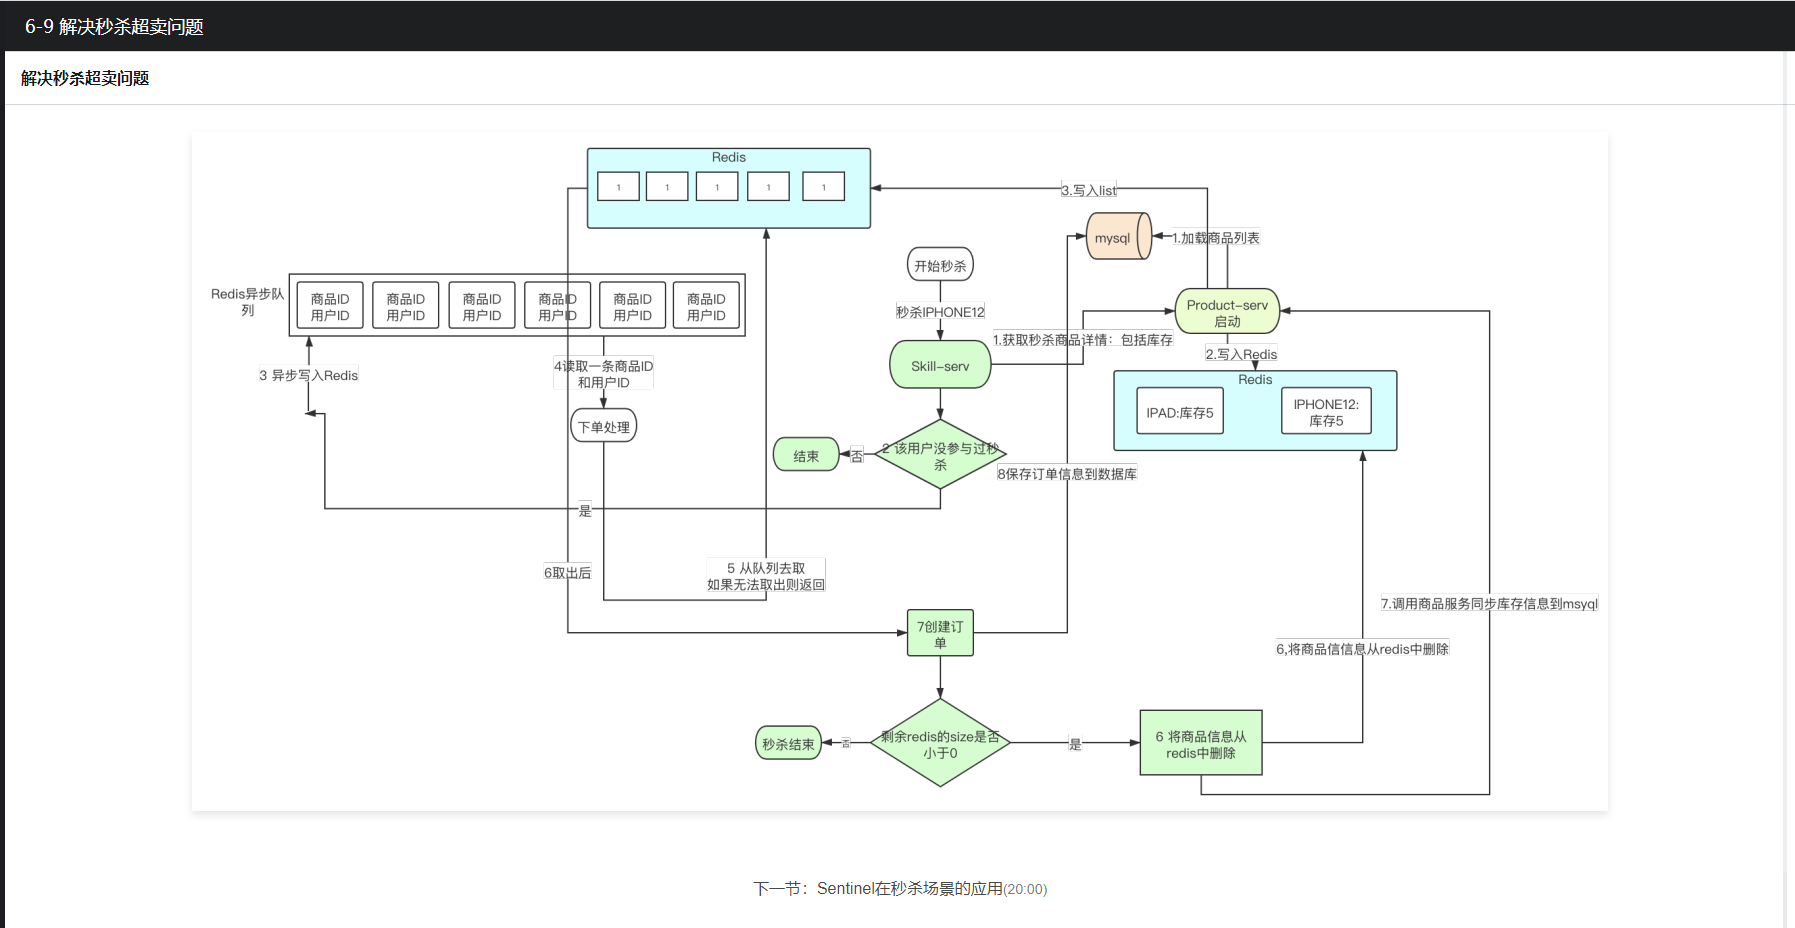 6-9 解决秒杀超卖问题
解决秒杀超卖问题
Redis
1
1
1
1
1
3.写入list
mysql
1.加载商品列表
开始秒杀
Redis异步队
列
商品ID
用户ID
商品ID
用户ID
商品ID
用户ID
商品ID
用户ID
商品ID
用户ID
商品ID
用户ID
秒杀IPHONE12
Product-serv
启动
1.获取秒杀商品详情：包括库存
2.写入Redis
3 异步写入Redis
4读取一条商品ID
和用户ID
Skill-serv
Redis
IPAD:库存5
IPHONE12:
库存5
下单处理
结束
否
2 该用户没参与过秒
杀
8保存订单信息到数据库
是
6取出后
5 从队列去取
如果无法取出则返回
7.调用商品服务同步库存信息到msyql
7创建订
单
6,将商品信信息从redis中删除
秒杀结束
否
剩余redis的size是否
小于0
是
6 将商品信息从
redis中删除
下一节：Sentinel在秒杀场景的应用(20:00)